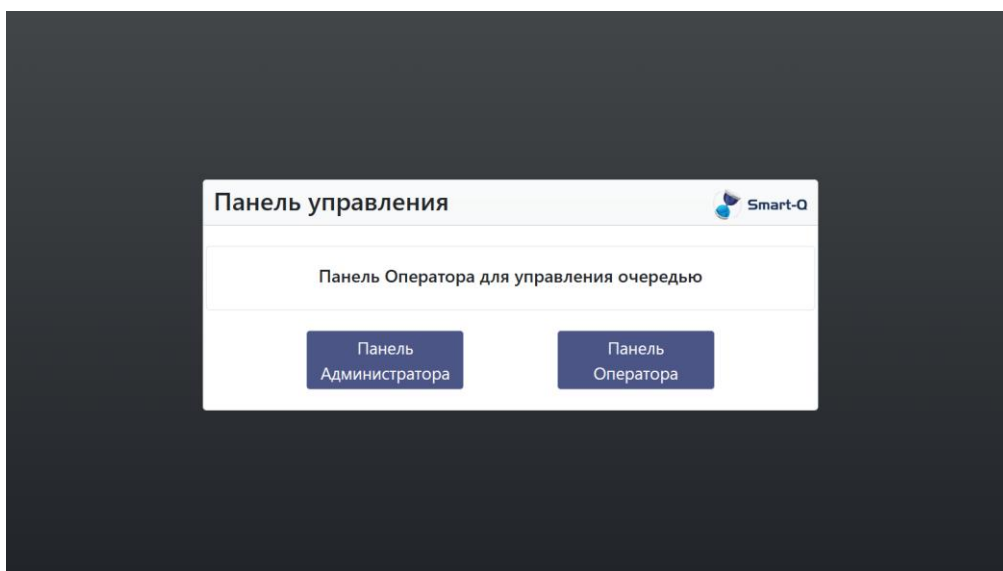 Панель управления
Smart-Q
Панель Оператора для управления очередью
Панель
Администратора
Панель
Оператора